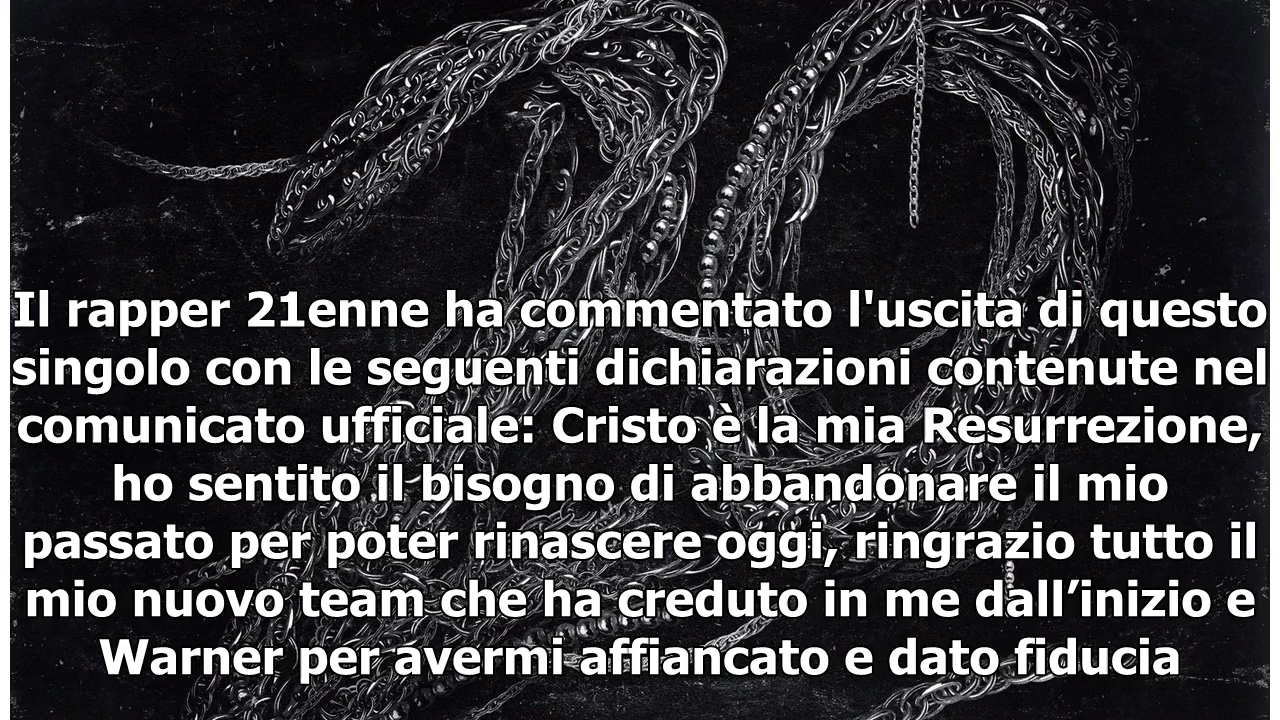 Il rapper 21enne ha commentato l'uscita di questo
singolo con le seguenti dichiarazioni contenute nel
comunicato ufficiale: Cristo è la mia Resurrezione,
ho sentito il bisogno di abbandonare il mio
passato per poter rinascere oggi, ringrazio tutto il
mio nuovo team che ha creduto in me dall’inizio e
Warner per avermi affiancato e dato fiducia